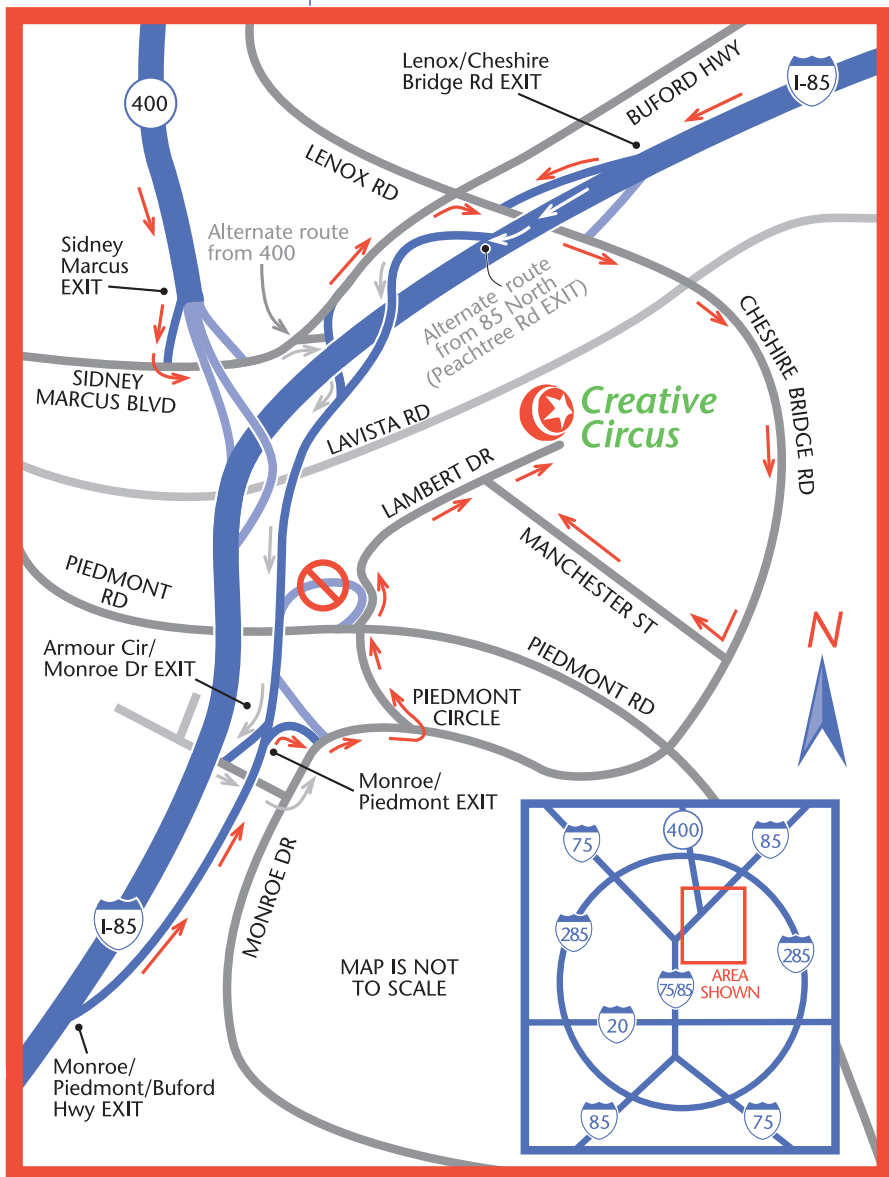 Lenox/Cheshire
Bridge Rd EXIT
BUFORD HWY
I-85
400
LENOX RD
Sidney
Marcus
EXIT
Alternate route
from 400
Alternate route
from 85 North
(Peachtree Rd EXIT)
CHESHIRE BRIDGE RD
SIDNEY
MARCUS BLVD
LAVISTA RD
Creative
Circus
LAMBERT DR
MANCHESTER ST
PIEDMONT
RD
Armour Cir/
Monroe Dr EXIT
PIEDMONT RD
PIEDMONT
CIRCLE
N
Monroe/
Piedmont EXIT
MONROE DR
I-85
MAP IS NOT
TO SCALE
Monroe/
Piedmont/Buford
Hwy EXIT
75
400
85
285
285
75/85
AREA
SHOWN
20
85
75